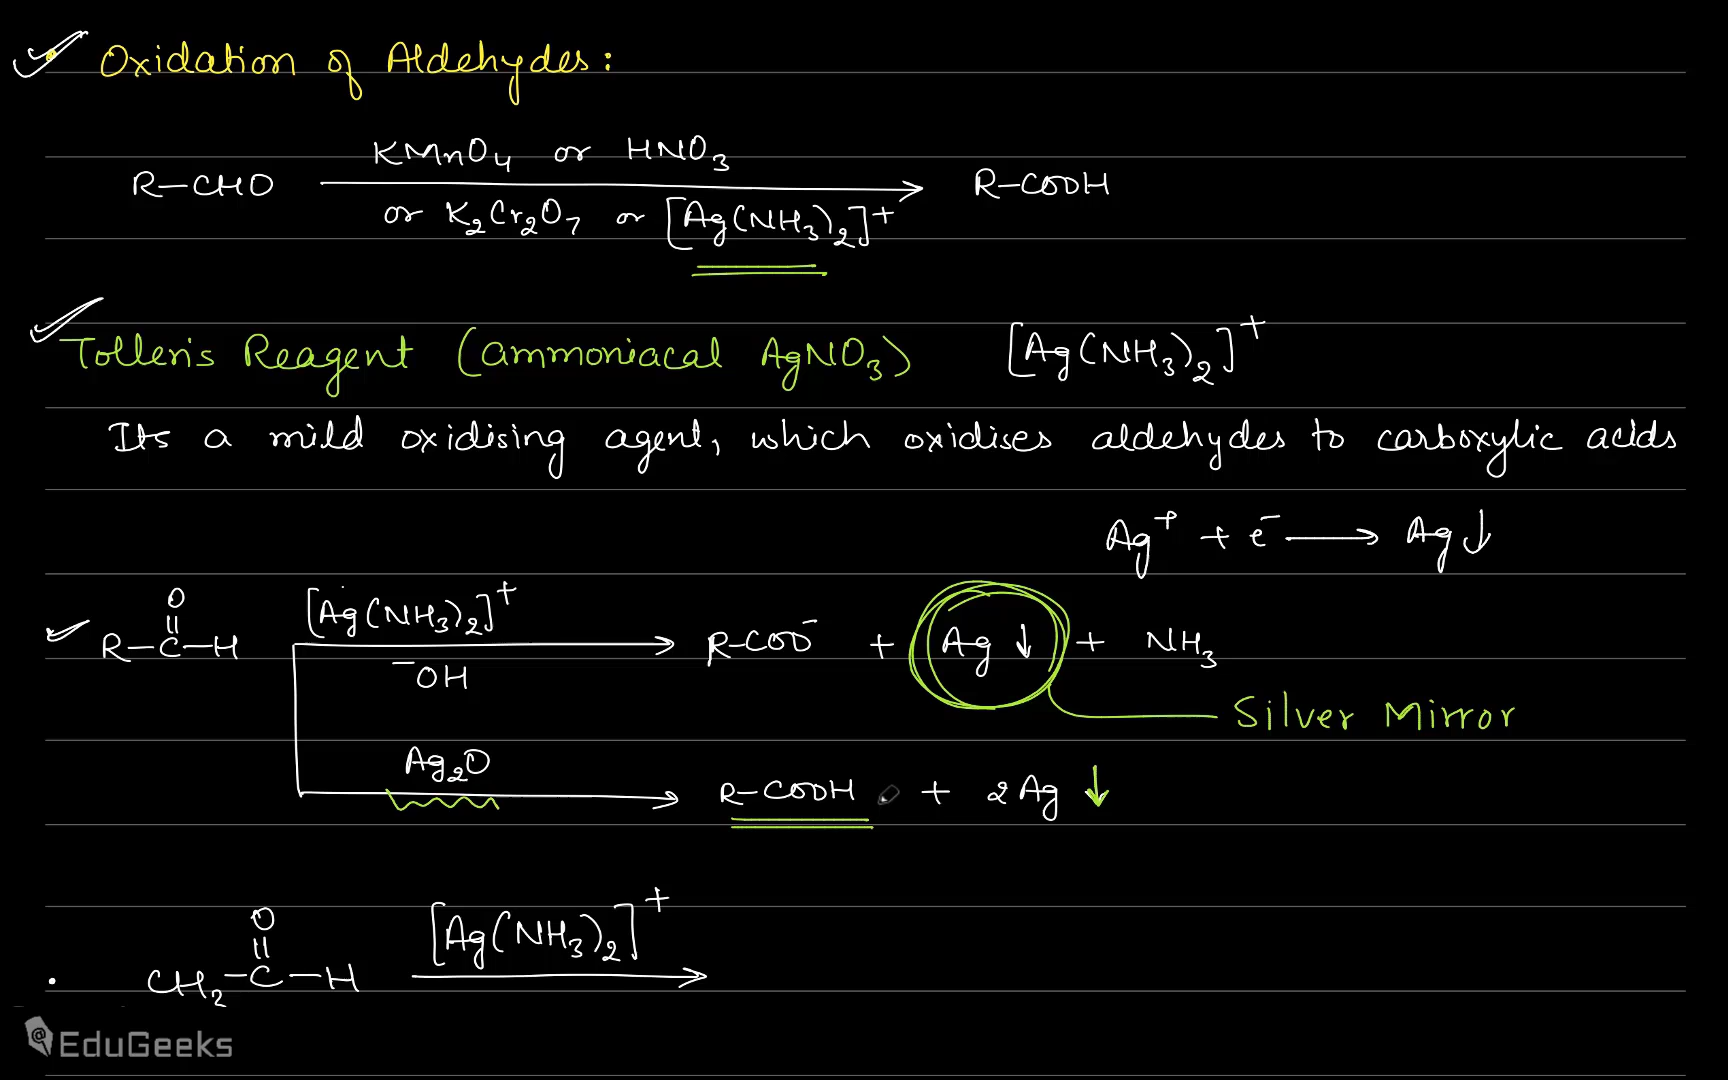 Oxidation of Aldehydes:
KMnO4 or HNO3
R-CHO ⟶ R-COOH
or K2Cr2O7 or [Ag(NH3)2]+
Tollen's Reagent (ammoniacal AgNO3) [Ag(NH3)2]+
Its a mild oxidising agent, which oxidises aldehydes to carboxylic acids
Ag+ + e- ⟶ Ag ↓
O
||
[Ag(NH3)2]+
R-C-H ⟶ R-COO- + Ag ↓ + NH3
-OH
Silver Mirror
Ag2O
⟶ R-COOH + 2Ag ↓
O
||
[Ag(NH3)2]+
. CH2-C-H ⟶
@EduGeeks